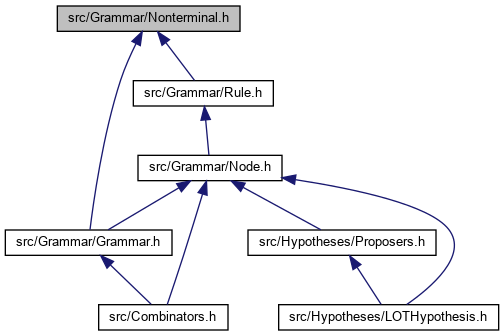 src/Grammar/Nonterminal.h
src/Grammar/Rule.h
src/Grammar/Node.h
src/Grammar/Grammar.h
src/Hypotheses/Proposers.h
src/Combinators.h
src/Hypotheses/LOTHypothesis.h